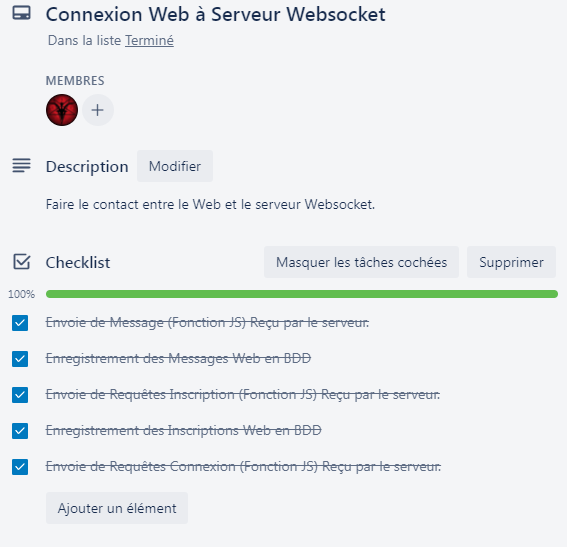 Connexion Web à Serveur Websocket
Dans la liste Terminé
MEMBRES
Description Modifier
Faire le contact entre le Web et le serveur Websocket.
Checklist Masquer les tâches cochées Supprimer
100%
Envoie de Message (Fonction JS) Reçu par le serveur.
Enregistrement des Messages Web en BDD
Envoie de Requêtes Inscription (Fonction JS) Reçu par le serveur.
Enregistrement des Inscriptions Web en BDD
Envoie de Requêtes Connexion (Fonction JS) Reçu par le serveur.
Ajouter un élément